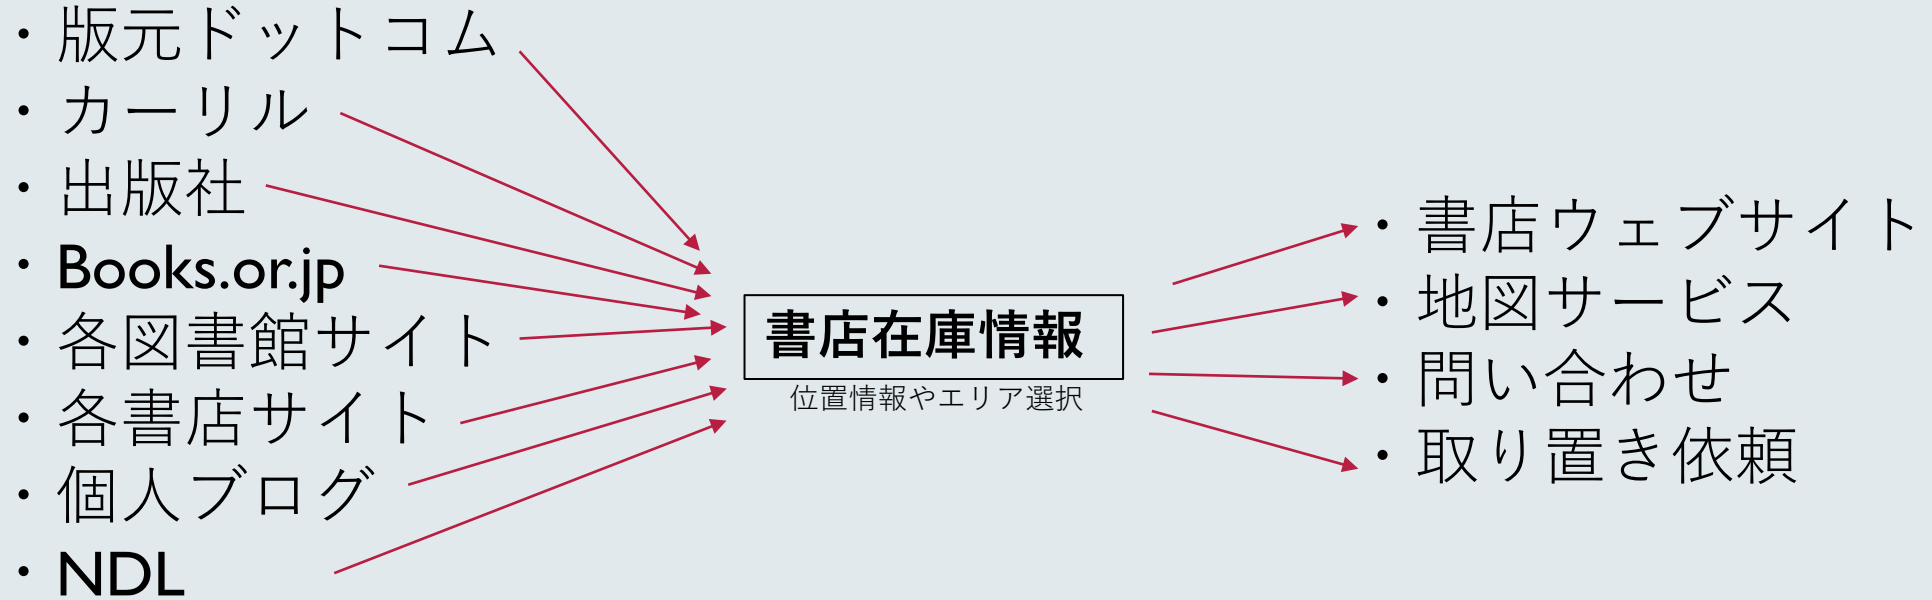 ・版元ドットコム
・カーリル
・出版社
・Books.or.jp
・各図書館サイト
・各書店サイト
・個人ブログ
・NDL
書店在庫情報
位置情報やエリア選択
・書店ウェブサイト
・地図サービス
・問い合わせ
・取り置き依頼